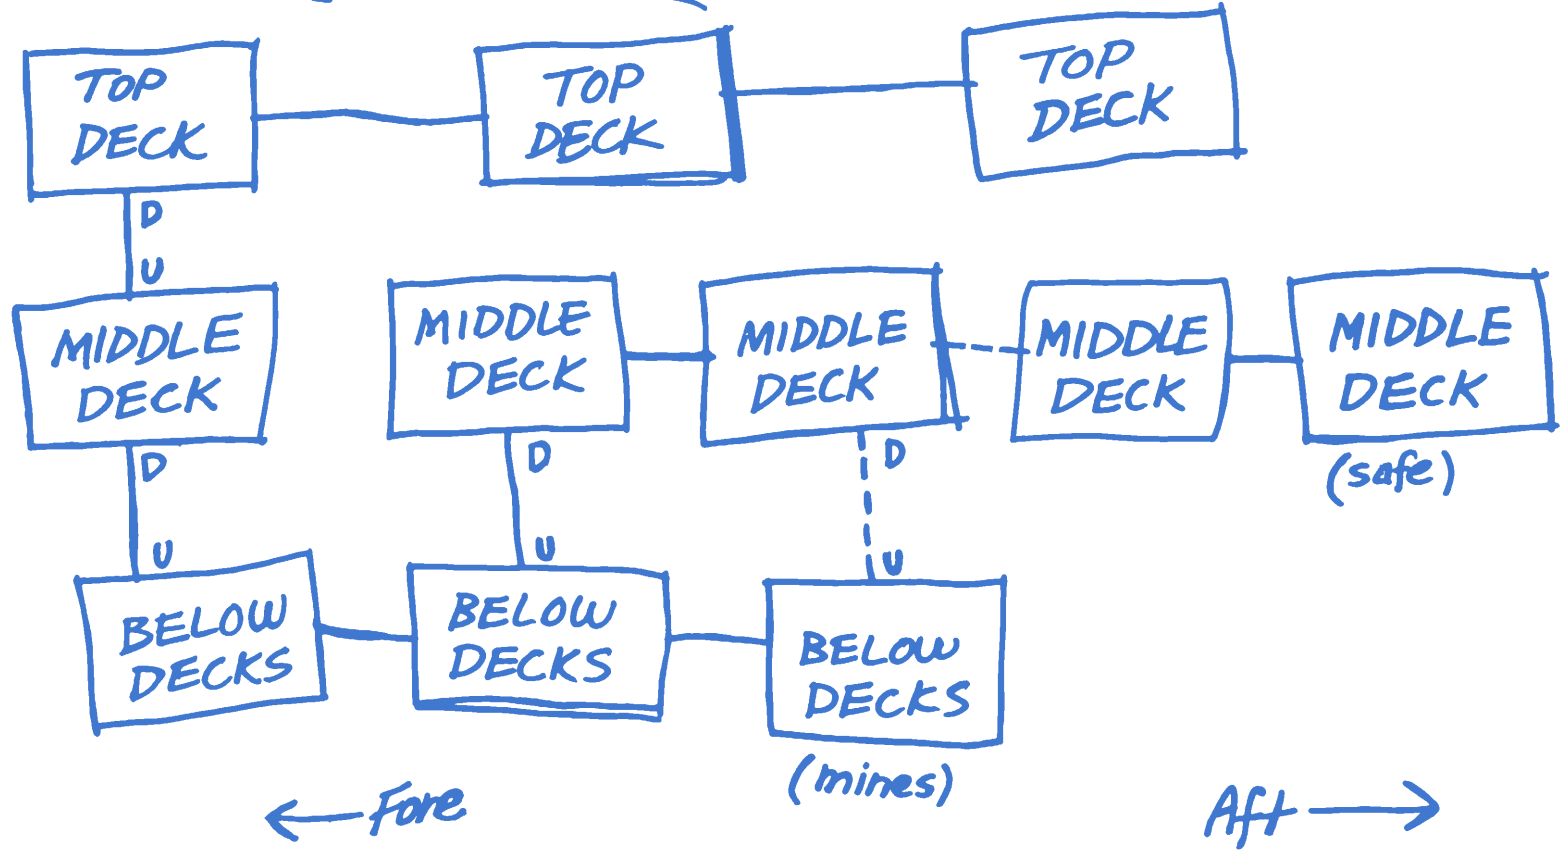 TOP
DECK
TOP
DECK
TOP
DECK
D
U
MIDDLE
DECK
MIDDLE
DECK
MIDDLE
DECK
MIDDLE
DECK
MIDDLE
DECK
(safe)
D
D
D
U
U
U
BELOW
DECKS
BELOW
DECKS
BELOW
DECKS
(mines)
← Fore
Aft →